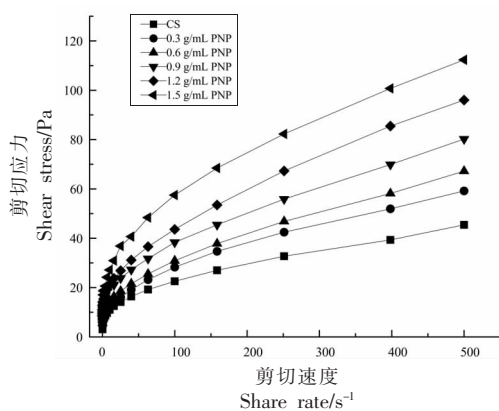 CS
0.3 g/mL PNP
0.6 g/mL PNP
0.9 g/mL PNP
1.2 g/mL PNP
1.5 g/mL PNP
120
100
80
60
40
20
0
剪切应力
Shear stress/Pa
0 100 200 300 400 500
剪切速度
Share rate/s⁻¹